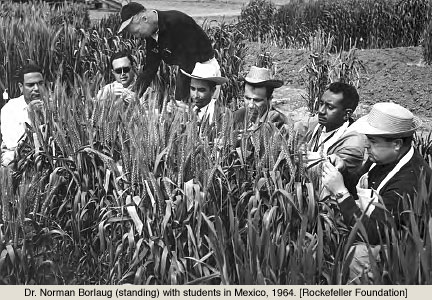 Dr. Norman Borlaug (standing) with students in Mexico, 1964. [Rockefeller Foundation]